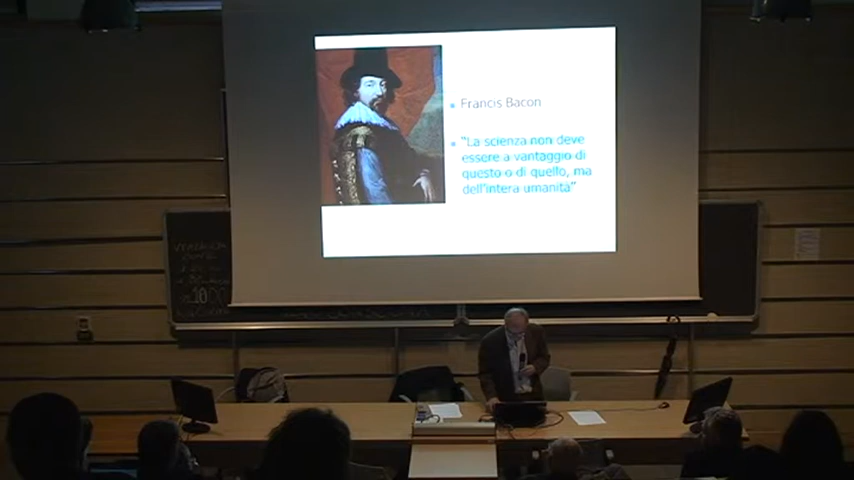 Francis Bacon
"La scienza non deve
essere a vantaggio di
questo o di quello, ma
dell'intera umanità"